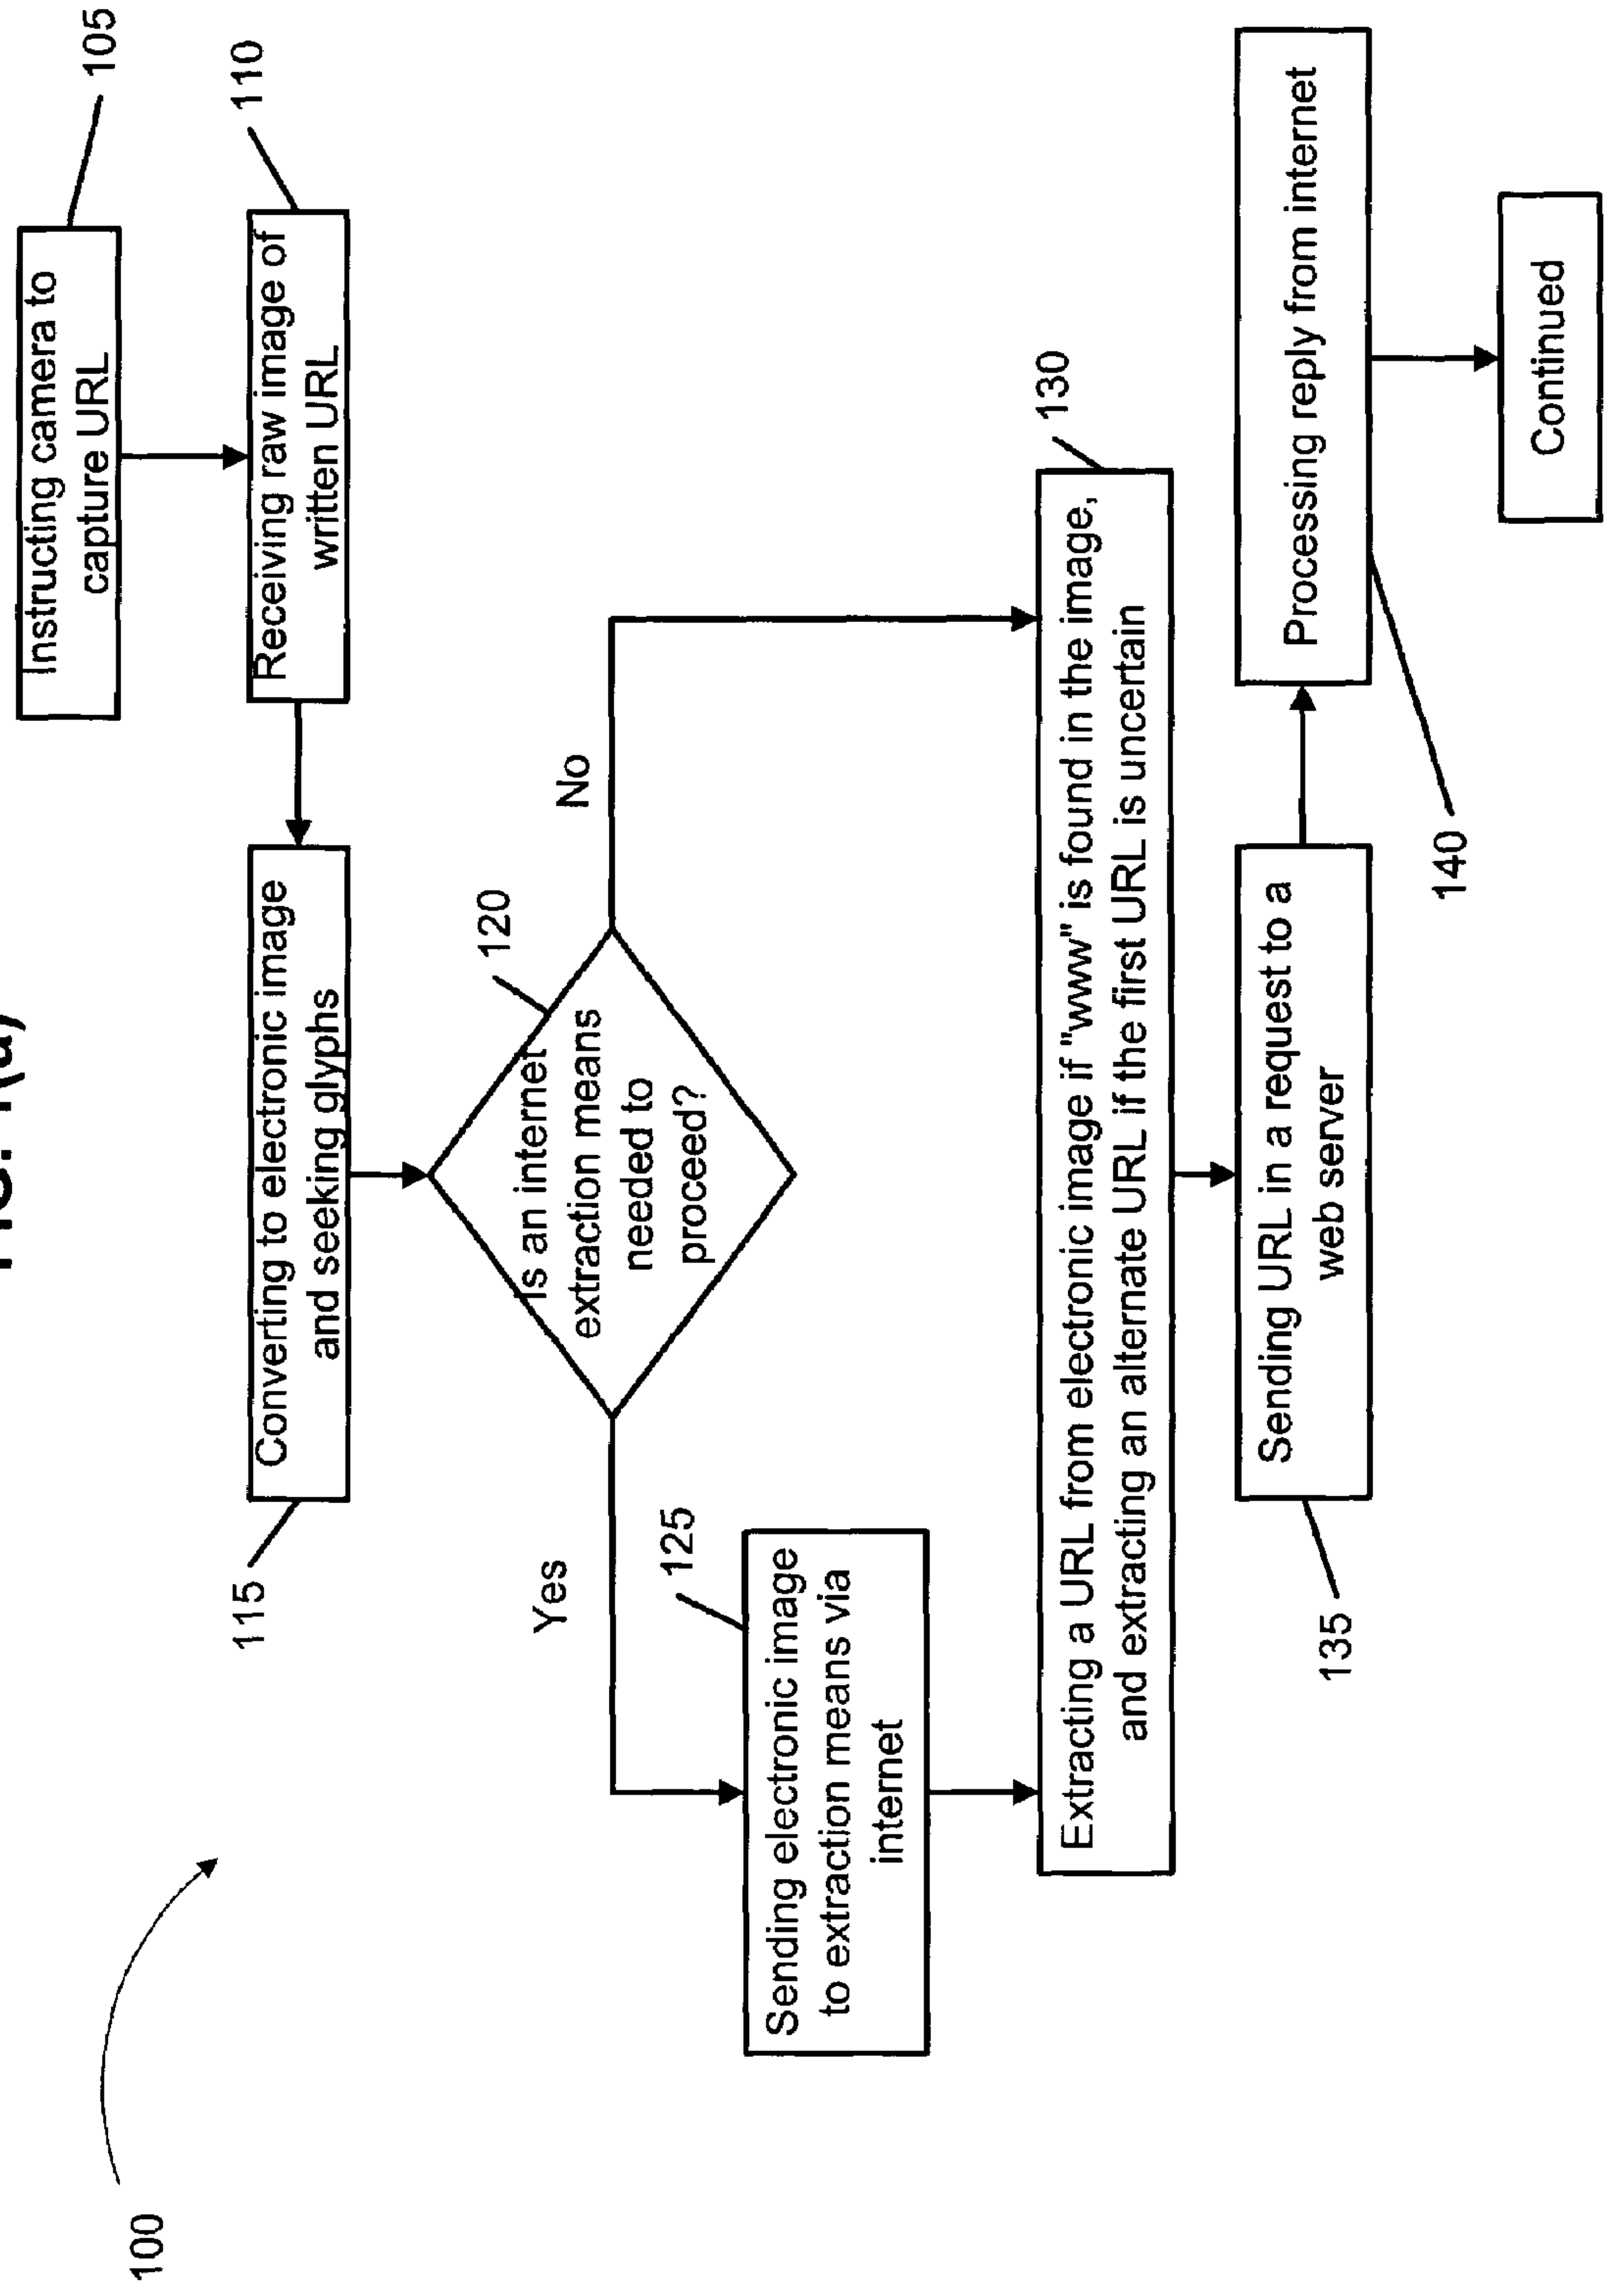 FIG. 1(a)
100
Instructing camera to
capture URL
105
Receiving raw image of
written URL
110
115
Converting to electronic image
and seeking glyphs
120
Is an internet
extraction means
needed to
proceed?
Yes
No
125
Sending electronic image
to extraction means via
internet
130
Extracting a URL from electronic image if "www" is found in the image,
and extracting an alternate URL if the first URL is uncertain
135
Sending URL in a request to a
web server
140
Processing reply from internet
Continued